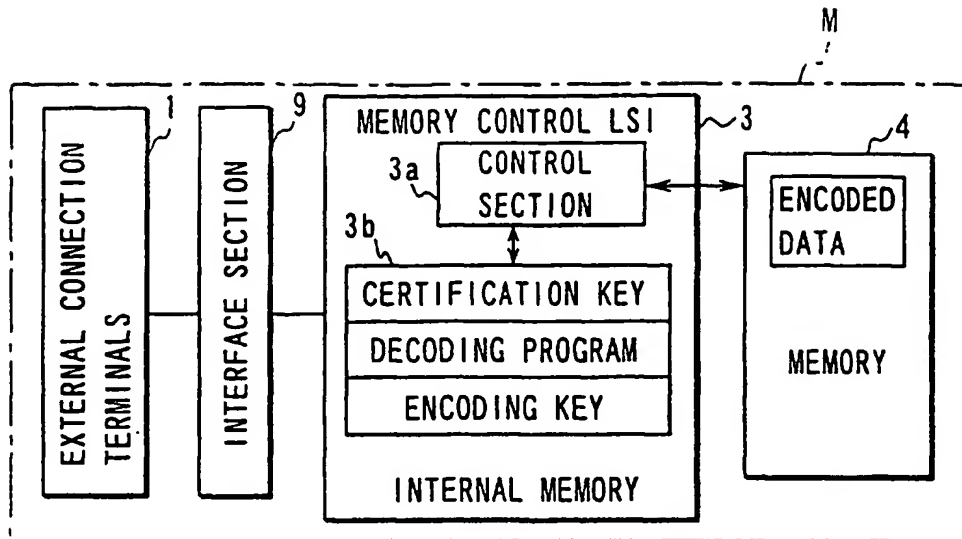 M
1
EXTERNAL CONNECTION
TERMINALS
9
INTERFACE SECTION
MEMORY CONTROL LSI
3
3a
CONTROL
SECTION
3b
CERTIFICATION KEY
DECODING PROGRAM
ENCODING KEY
INTERNAL MEMORY
4
ENCODED
DATA
MEMORY